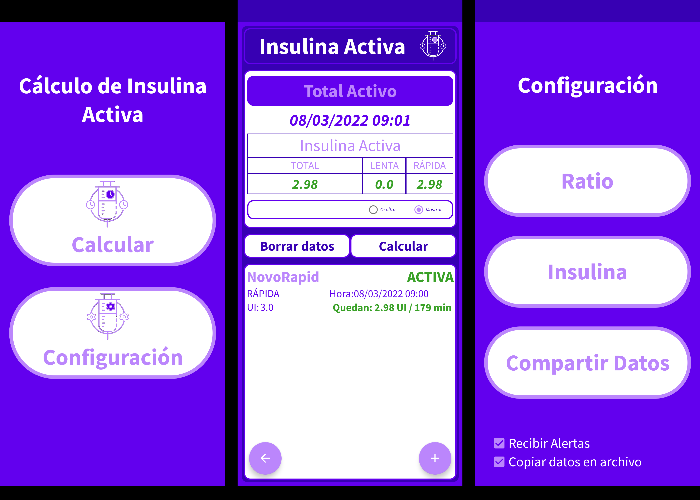 Cálculo de Insulina
Activa
Calcular
Configuración
Insulina Activa
Total Activo
08/03/2022 09:01
Insulina Activa
TOTAL LENTA RÁPIDA
2.98 0.0 2.98
Borrar datos Calcular
NovoRapid ACTIVA
RÁPIDA Hora:08/03/2022 09:00
UI: 3.0 Quedan: 2.98 UI / 179 min
Configuración
Ratio
Insulina
Compartir Datos
Recibir Alertas
Copiar datos en archivo